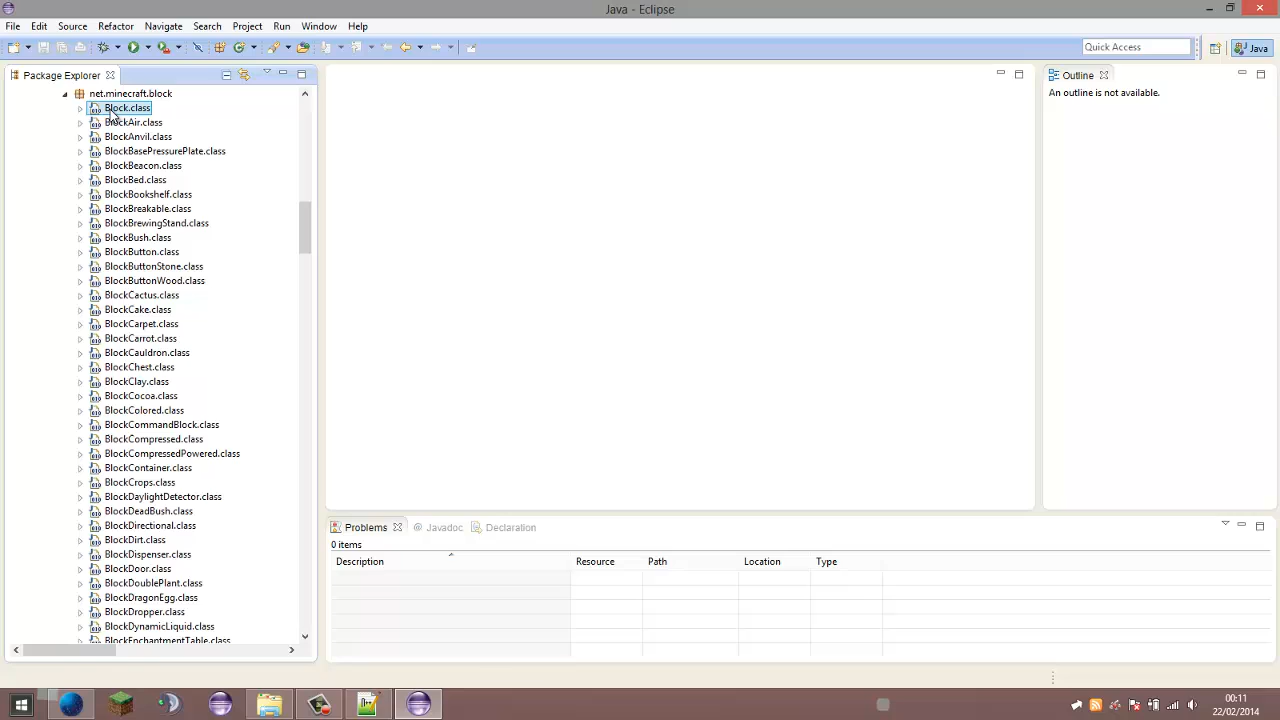 Java - Eclipse
File Edit Source Refactor Navigate Search Project Run Window Help
Quick Access
Java
Package Explorer
Outline
An outline is not available.
net.minecraft.block
Block.class
BlockAir.class
BlockAnvil.class
BlockBasePressurePlate.class
BlockBeacon.class
BlockBed.class
BlockBookshelf.class
BlockBreakable.class
BlockBrewingStand.class
BlockBush.class
BlockButton.class
BlockButtonStone.class
BlockButtonWood.class
BlockCactus.class
BlockCake.class
BlockCarpet.class
BlockCarrot.class
BlockCauldron.class
BlockChest.class
BlockClay.class
BlockCocoa.class
BlockColored.class
BlockCommandBlock.class
BlockCompressed.class
BlockCompressedPowered.class
BlockContainer.class
BlockCrops.class
BlockDaylightDetector.class
BlockDeadBush.class
BlockDirectional.class
BlockDirt.class
BlockDispenser.class
BlockDoor.class
BlockDoublePlant.class
BlockDragonEgg.class
BlockDropper.class
BlockDynamicLiquid.class
BlockEnchantmentTable.class
Problems @ Javadoc Declaration
0 items
Description Resource Path Location Type
00:11
22/02/2014